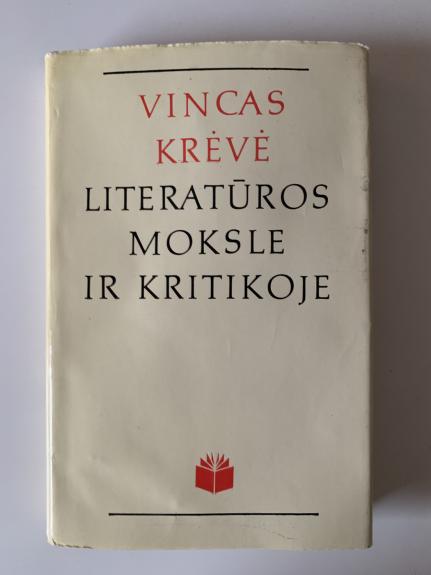 VINCAS
KRĖVĖ
LITERATŪROS
MOKSLE
IR KRITIKOJE